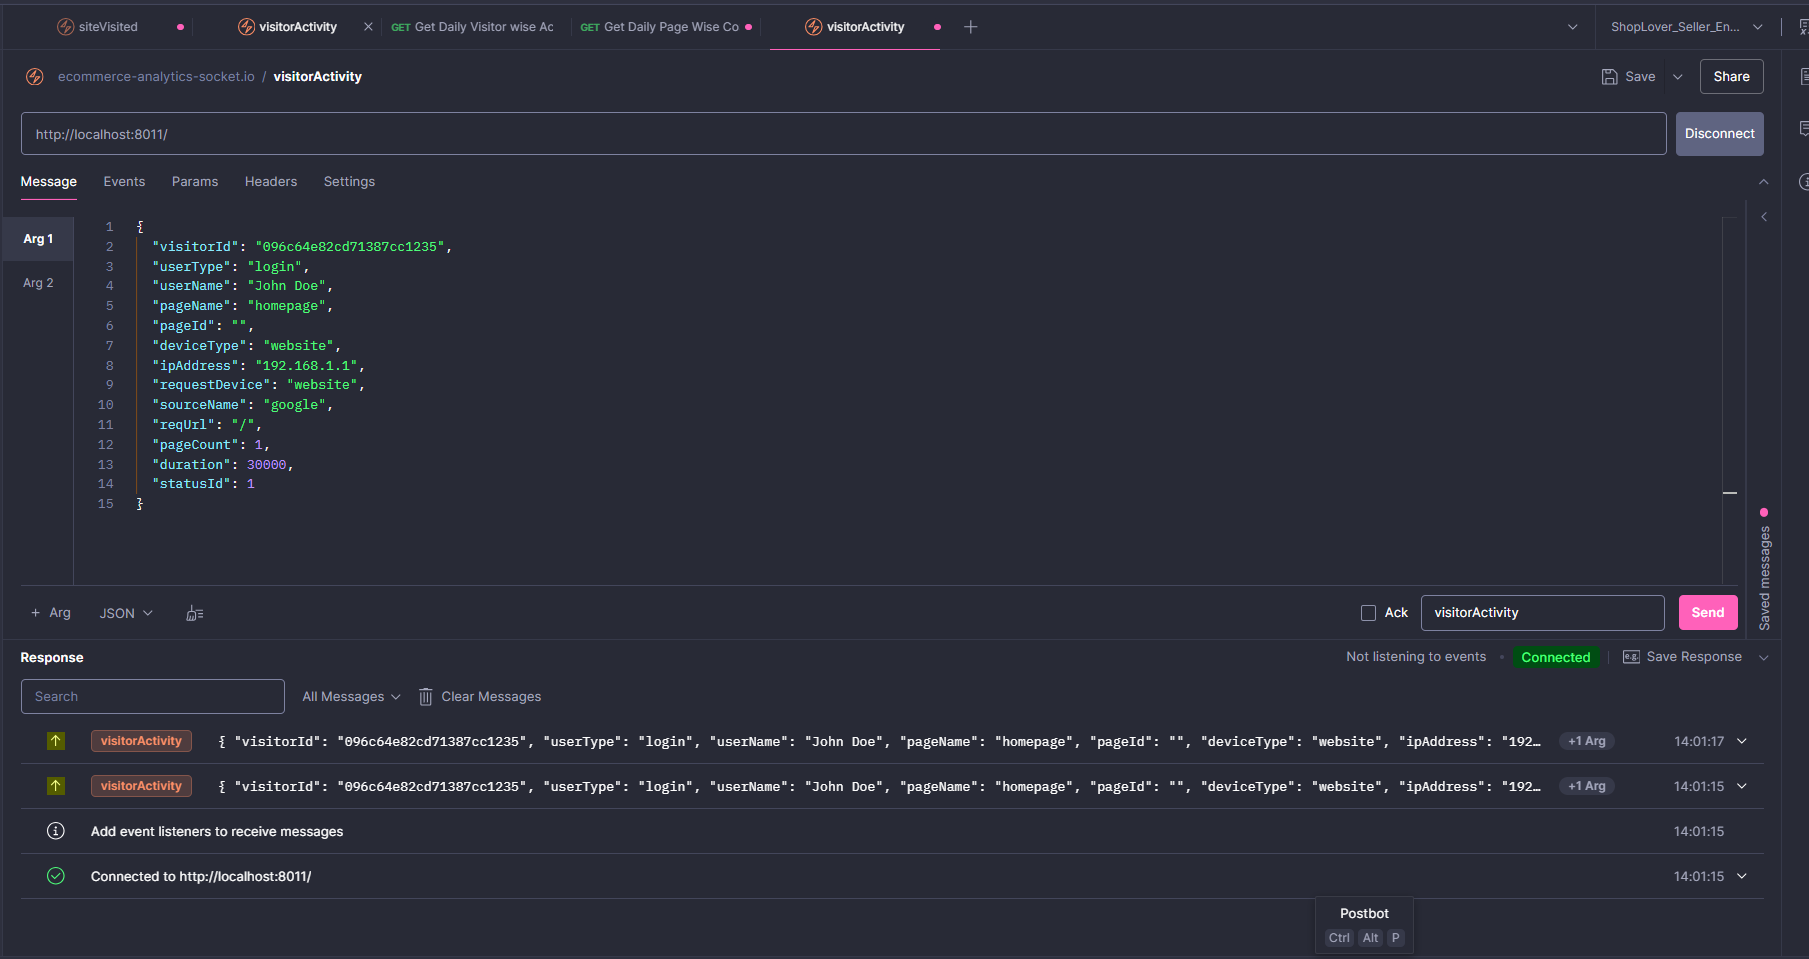 siteVisited
visitorActivity
GET Get Daily Visitor wise Ac
GET Get Daily Page Wise Co
visitorActivity
ShopLover_Seller_En...
ecommerce-analytics-socket.io / visitorActivity
Save
Share
http://localhost:8011/
Disconnect
Message Events Params Headers Settings
Arg 1
Arg 2
1 {
2 "visitorId": "096c64e82cd71387cc1235",
3 "userType": "login",
4 "userName": "John Doe",
5 "pageName": "homepage",
6 "pageId": "",
7 "deviceType": "website",
8 "ipAddress": "192.168.1.1",
9 "requestDevice": "website",
10 "sourceName": "google",
11 "reqUrl": "/",
12 "pageCount": 1,
13 "duration": 30000,
14 "statusId": 1
15 }
Saved messages
+ Arg JSON
Ack
visitorActivity
Send
Response
Not listening to events
Connected
e.g. Save Response
Search
All Messages
Clear Messages
visitorActivity { "visitorId": "096c64e82cd71387cc1235", "userType": "login", "userName": "John Doe", "pageName": "homepage", "pageId": "", "deviceType": "website", "ipAddress": "192… +1 Arg 14:01:17
visitorActivity { "visitorId": "096c64e82cd71387cc1235", "userType": "login", "userName": "John Doe", "pageName": "homepage", "pageId": "", "deviceType": "website", "ipAddress": "192… +1 Arg 14:01:15
Add event listeners to receive messages 14:01:15
Connected to http://localhost:8011/ 14:01:15
Postbot
Ctrl Alt P